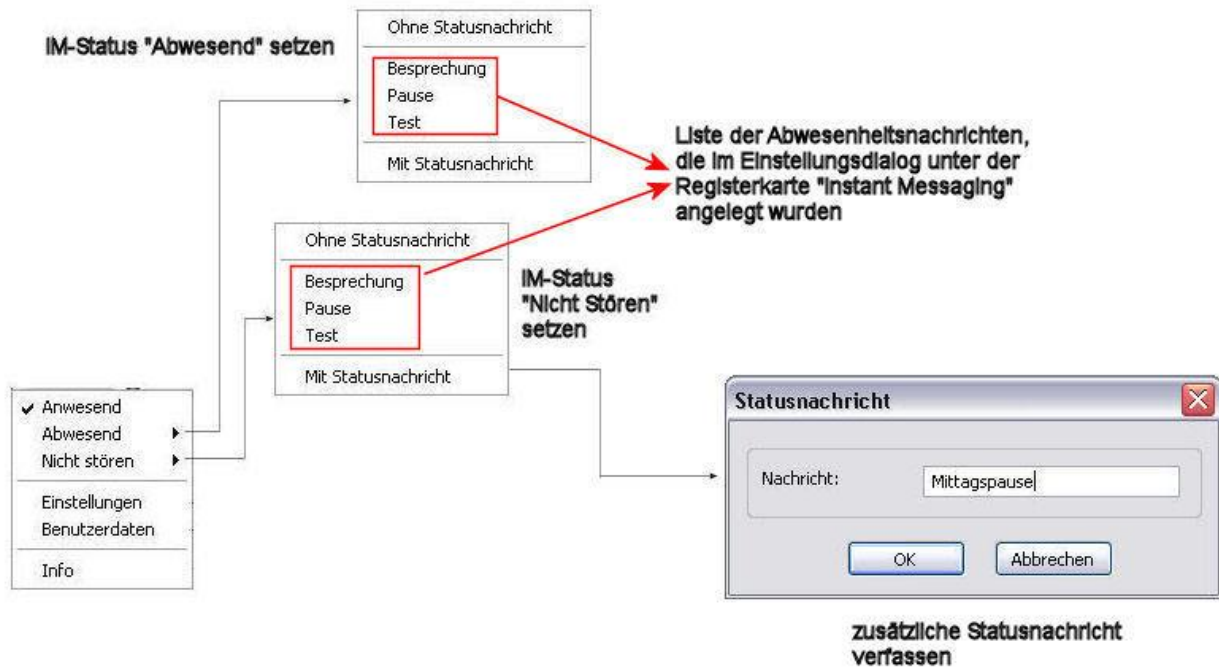 IM-Status "Abwesend" setzen
Ohne Statusnachricht
Besprechung
Pause
Test
Mit Statusnachricht
Liste der Abwesenheitsnachrichten,
die im Einstellungsdialog unter der
Registerkarte "Instant Messaging"
angelegt wurden
Ohne Statusnachricht
Besprechung
Pause
Test
Mit Statusnachricht
IM-Status
"Nicht Stören"
setzen
Anwesend
Abwesend
Nicht stören
Einstellungen
Benutzerdaten
Info
Statusnachricht
Nachricht:
Mittagspause
OK
Abbrechen
zusätzliche Statusnachricht
verfassen